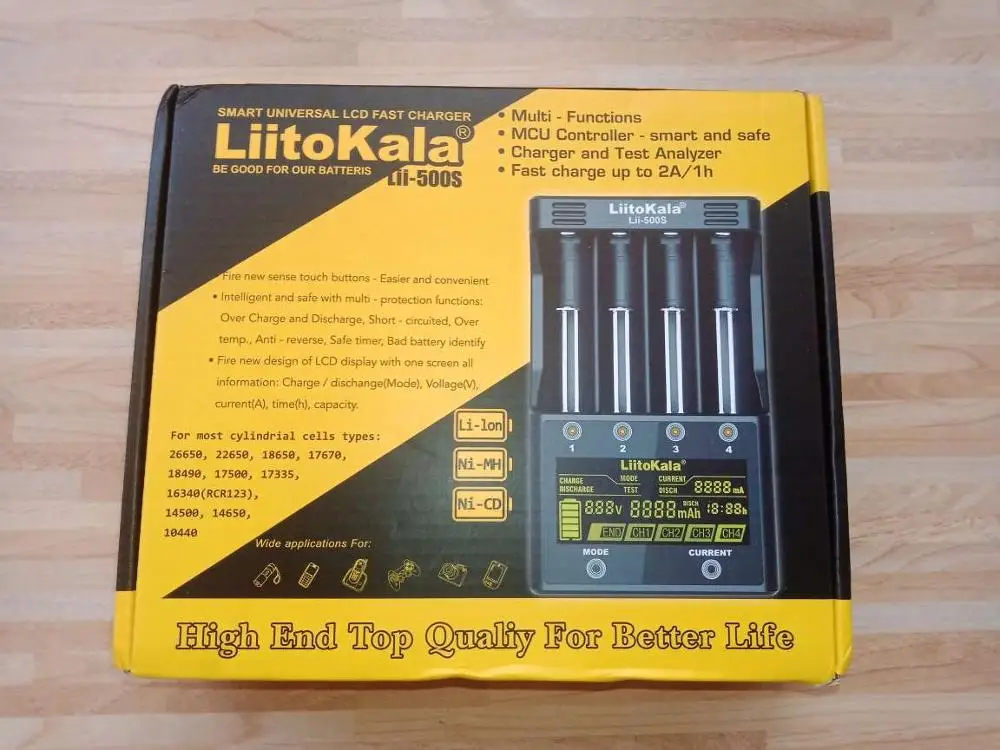 SMART UNIVERSAL LCD FAST CHARGER
LiitoKala®
BE GOOD FOR OUR BATTERIS
Lii-500S
• Multi - Functions
• MCU Controller - smart and safe
• Charger and Test Analyzer
• Fast charge up to 2A/1h
LiitoKala®
Lii-500S
Fire new sense touch buttons - Easier and convenient
• Intelligent and safe with multi - protection functions:
Over Charge and Discharge, Short - circuited, Over
temp., Anti - reverse, Safe timer, Bad battery identify
• Fire new design of LCD display with one screen all
information: Charge / discharge(Mode), Vollage(V),
current(A), time(h), capacity.
For most cylindrial cells types:
26650, 22650, 18650, 17670,
18490, 17500, 17335,
16340(RCR123),
14500, 14650,
10440
Li-lon
Ni-MH
Ni-CD
Wide applications For:
1 2 3 4
LiitoKala®
CHARGE MODE CURRENT
DISCHARGE TEST DISCH 8888 mA
888V 8888 mAh DISCH 18:88h
END CH1 CH2 CH3 CH4
MODE CURRENT
High End Top Qualiy For Better Life